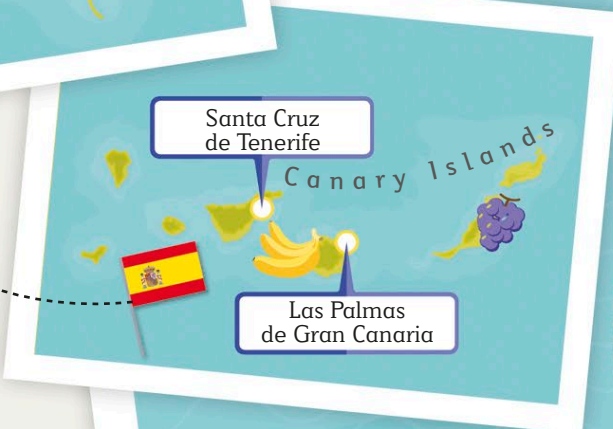 Santa Cruz
de Tenerife
Canary Islands
Las Palmas
de Gran Canaria